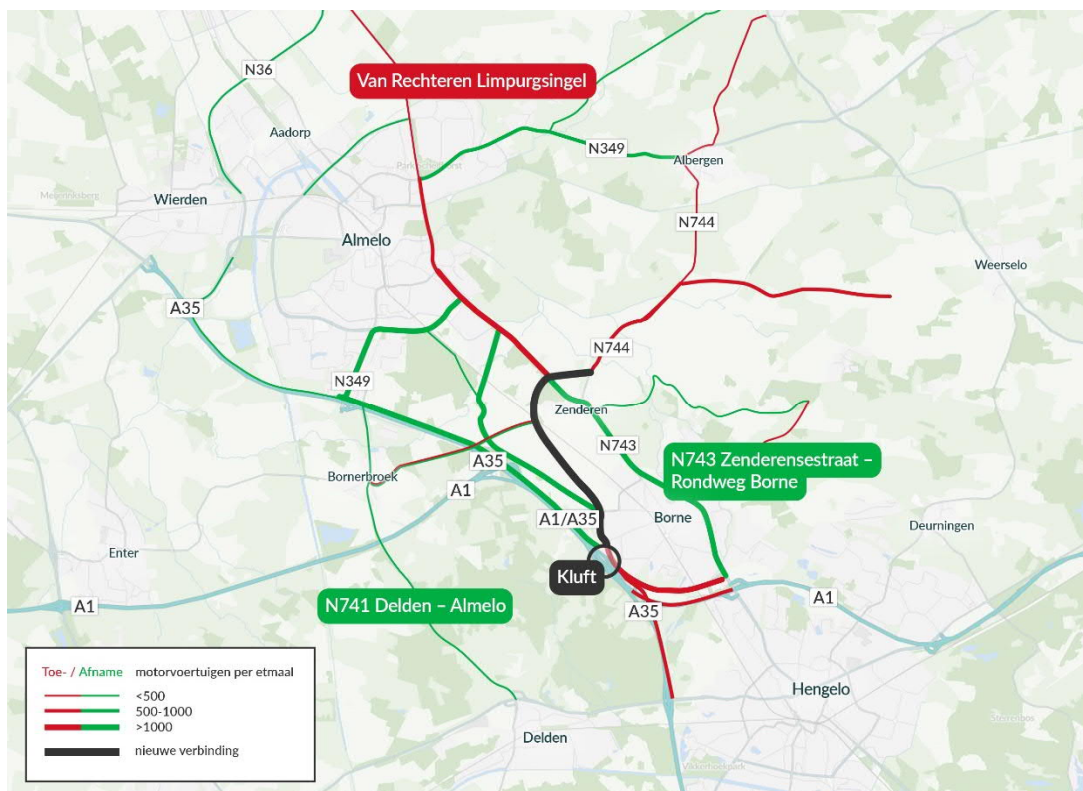 N36
Van Rechteren Limpurgsingel
Aadorp
N349
Albergen
Wierden
N744
Almelo
Weerselo
A35
N744
N349
Zenderen
N743
N743 Zenderensestraat –
Rondweg Borne
A35
Bornerbroek
A1
A1/A35
Borne
Deurningen
Enter
Kluft
A1
N741 Delden – Almelo
A35
A1
Toe- / Afname motorvoertuigen per etmaal
<500
500-1000
>1000
nieuwe verbinding
Hengelo
Delden